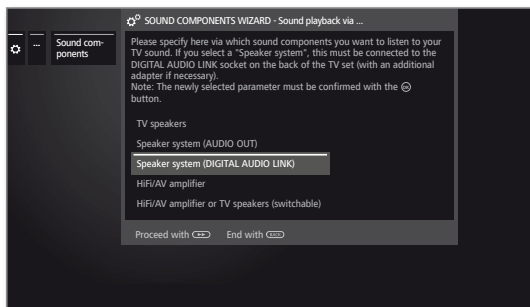 SOUND COMPONENTS WIZARD - Sound playback via ...
... Sound com-
ponents
Please specify here via which sound components you want to listen to your
TV sound. If you select a "Speaker system", this must be connected to the
DIGITAL AUDIO LINK socket on the back of the TV set (with an additional
adapter if necessary).
Note: The newly selected parameter must be confirmed with the OK
button.
TV speakers
Speaker system (AUDIO OUT)
Speaker system (DIGITAL AUDIO LINK)
HiFi/AV amplifier
HiFi/AV amplifier or TV speakers (switchable)
Proceed with End with BACK